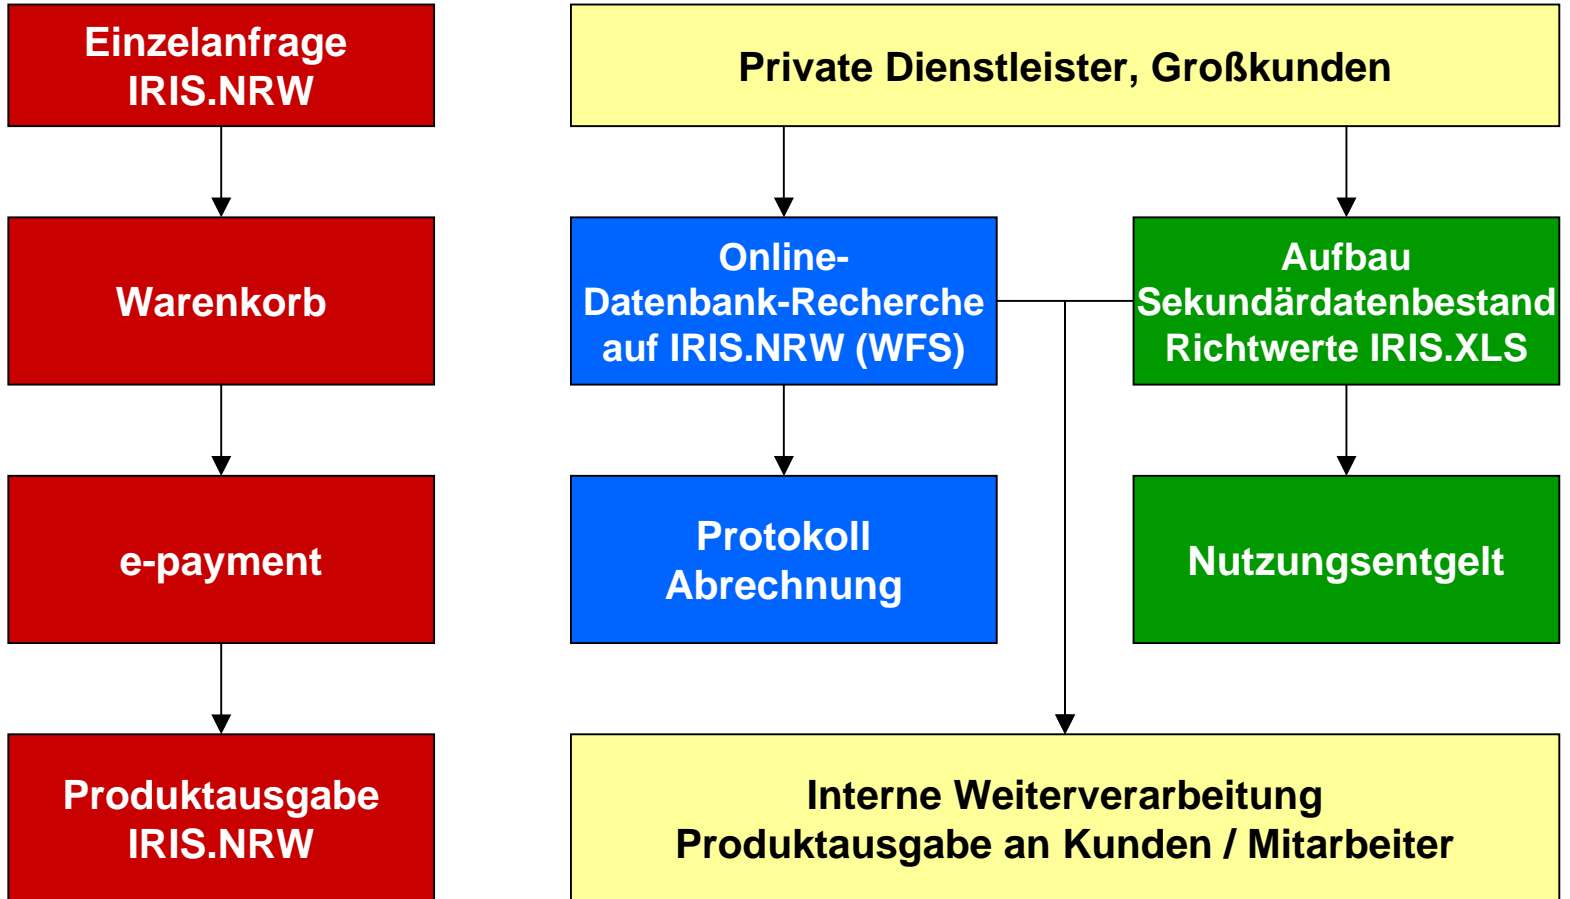 Einzelanfrage
IRIS.NRW
Private Dienstleister, Großkunden
Warenkorb
Online-
Datenbank-Recherche
auf IRIS.NRW (WFS)
Aufbau
Sekundärdatenbestand
Richtwerte IRIS.XLS
e-payment
Protokoll
Abrechnung
Nutzungsentgelt
Produktausgabe
IRIS.NRW
Interne Weiterverarbeitung
Produktausgabe an Kunden / Mitarbeiter